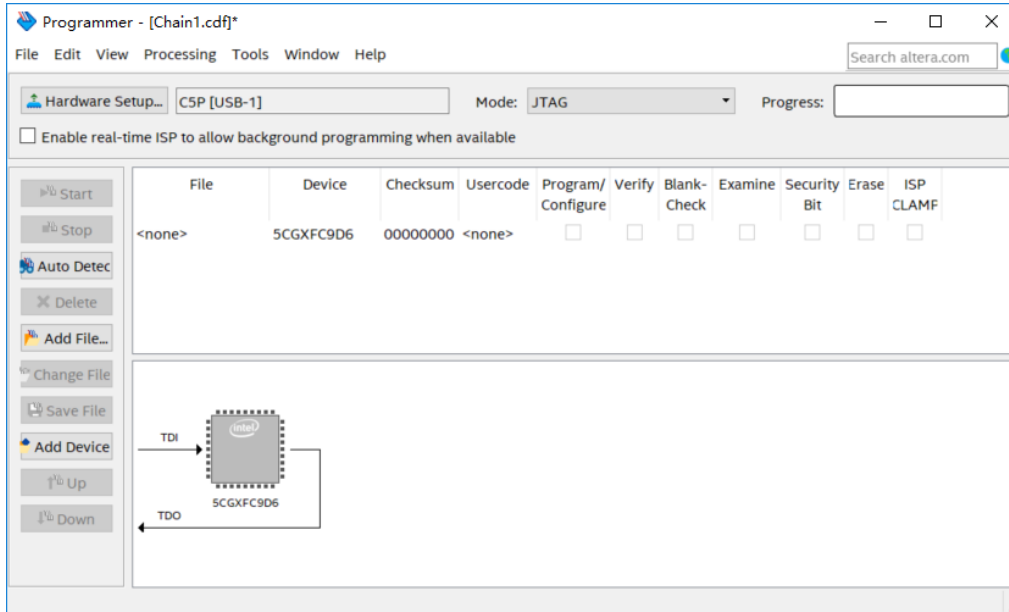 Programmer - [Chain1.cdf]*
File Edit View Processing Tools Window Help
Search altera.com
Hardware Setup... C5P [USB-1] Mode: JTAG Progress:
Enable real-time ISP to allow background programming when available
File Device Checksum Usercode Program/ Verify Blank- Examine Security Erase ISP
Configure Check Bit CLAMF
<none> 5CGXFC9D6 00000000 <none>
Start
Stop
Auto Detec
Delete
Add File...
Change File
Save File
Add Device
Up
Down
intel
TDI
5CGXFC9D6
TDO